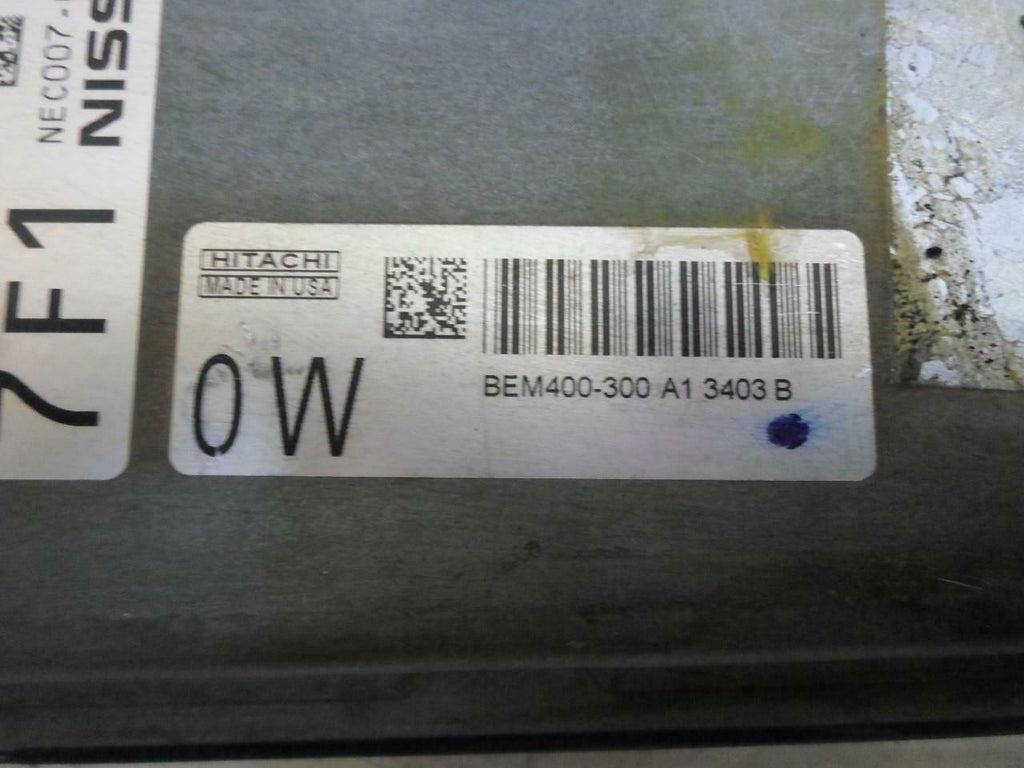 NEC007-
NISS
7F1
HITACHI
MADE IN USA
0W
BEM400-300 A1 3403 B